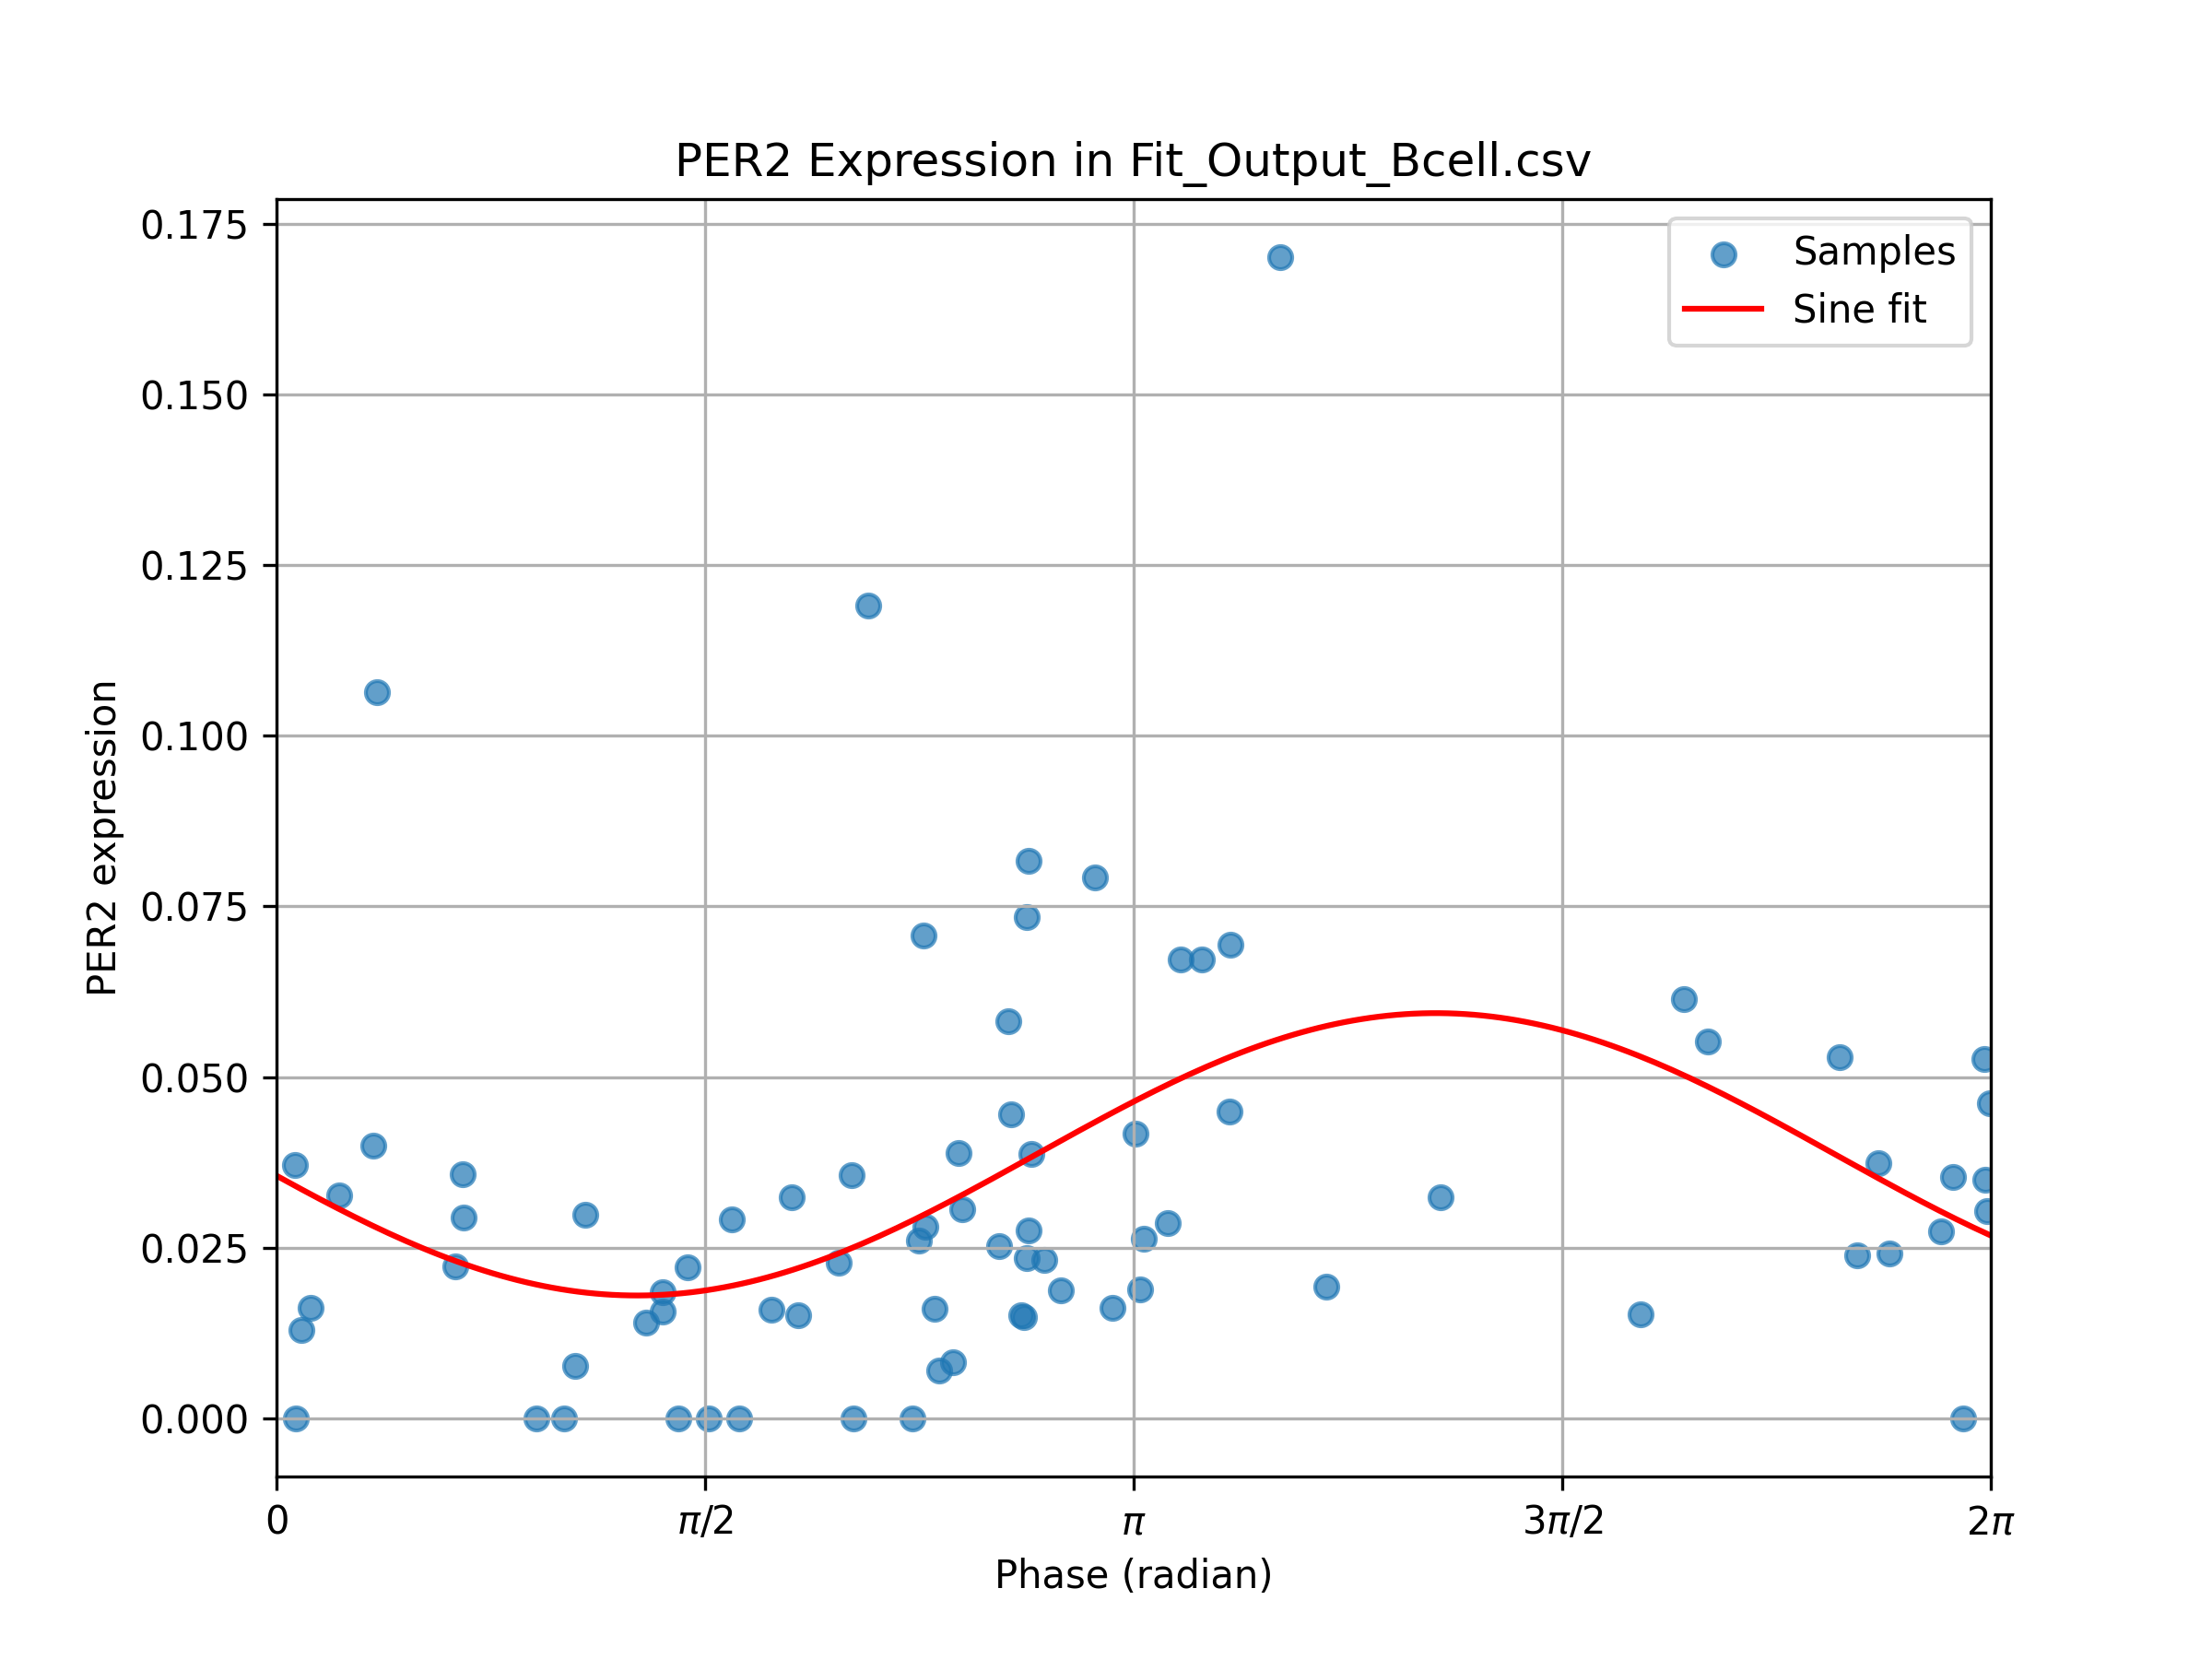 PER2 Expression in Fit_Output_Bcell.csv
Samples
Sine fit
PER2 expression
0.175
0.150
0.125
0.100
0.075
0.050
0.025
0.000
0
π/2
π
3π/2
2π
Phase (radian)